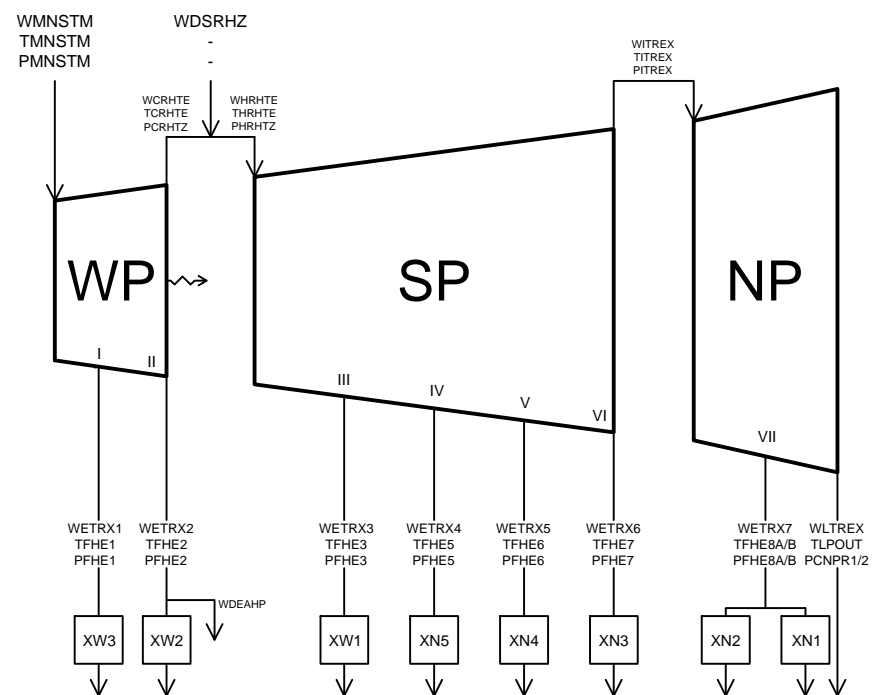 WMNSTM
TMNSTM
PMNSTM
WDSRHZ
-
-
WCRHTE
TCRHTE
PCRHTZ
WHRHTE
THRHTE
PHRHTZ
WITREX
TITREX
PITREX
WP
SP
NP
I
II
III
IV
V
VI
VII
WETRX1
TFHE1
PFHE1
WETRX2
TFHE2
PFHE2
WETRX3
TFHE3
PFHE3
WETRX4
TFHE5
PFHE5
WETRX5
TFHE6
PFHE6
WETRX6
TFHE7
PFHE7
WETRX7
TFHE8A/B
PFHE8A/B
WLTREX
TLPOUT
PCNPR1/2
WDEAHP
XW3
XW2
XW1
XN5
XN4
XN3
XN2
XN1